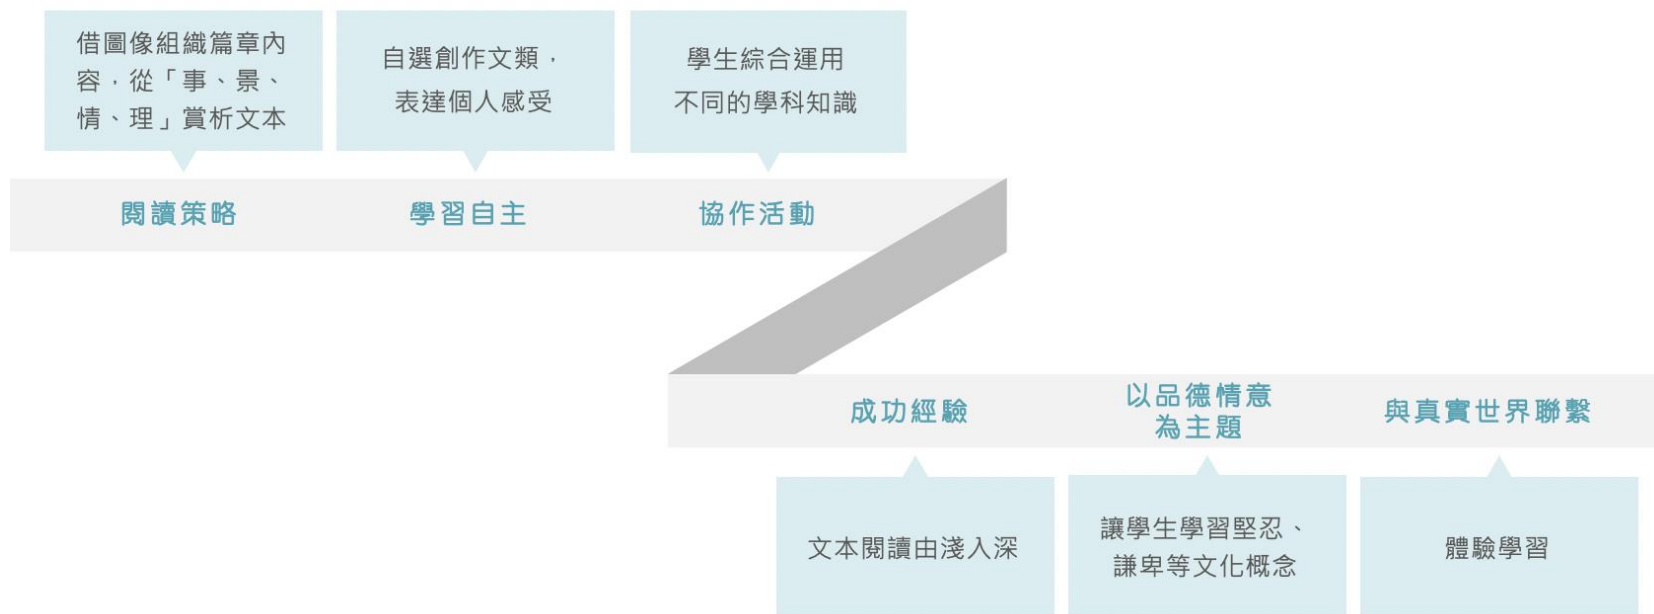 借圖像組織篇章內
容，從「事、景、
情、理」賞析文本
自選創作文類，
表達個人感受
學生綜合運用
不同的學科知識
閱讀策略
學習自主
協作活動
成功經驗
以品德情意
為主題
與真實世界聯繫
文本閱讀由淺入深
讓學生學習堅忍、
謙卑等文化概念
體驗學習